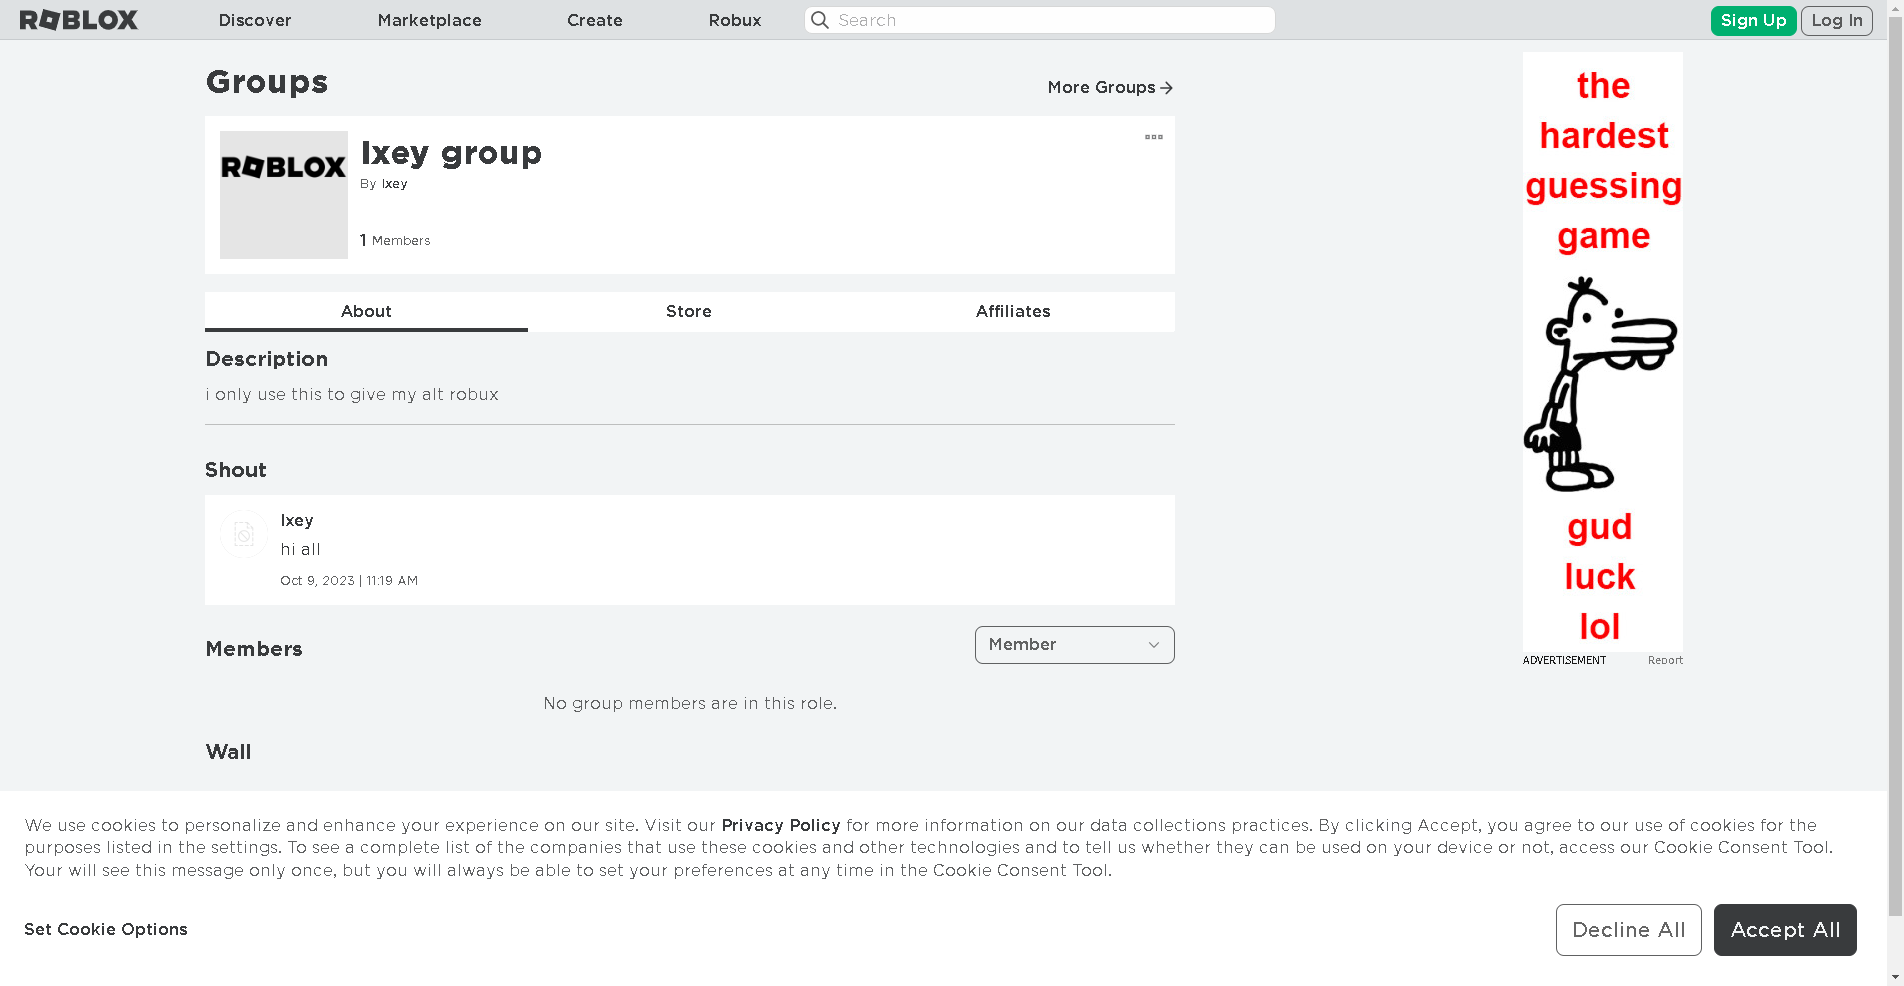 ROBLOX
Discover
Marketplace
Create
Robux
Search
Sign Up
Log In
Groups
More Groups
ROBLOX
Ixey group
By Ixey
1 Members
About
Store
Affiliates
Description
i only use this to give my alt robux
Shout
Ixey
hi all
Oct 9, 2023 | 11:19 AM
Members
Member
No group members are in this role.
Wall
the
hardest
guessing
game
gud
luck
lol
ADVERTISEMENT
Report
We use cookies to personalize and enhance your experience on our site. Visit our Privacy Policy for more information on our data collections practices. By clicking Accept, you agree to our use of cookies for the
purposes listed in the settings. To see a complete list of the companies that use these cookies and other technologies and to tell us whether they can be used on your device or not, access our Cookie Consent Tool.
Your will see this message only once, but you will always be able to set your preferences at any time in the Cookie Consent Tool.
Set Cookie Options
Decline All
Accept All